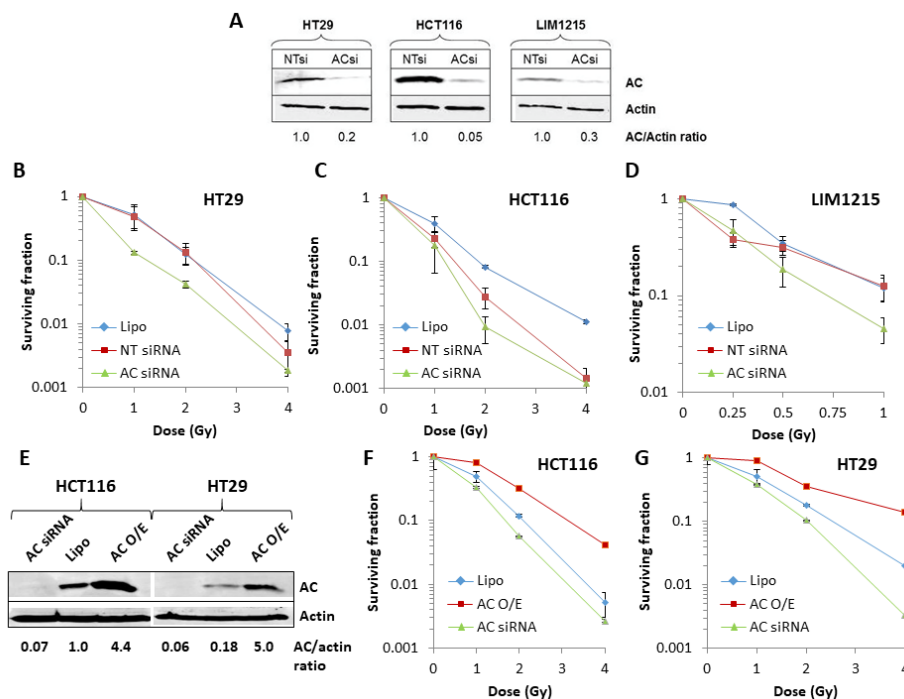 A
HT29 HCT116 LIM1215
NTsi ACsi NTsi ACsi NTsi ACsi
AC
Actin
1.0 0.2 1.0 0.05 1.0 0.3 AC/Actin ratio
B
HT29
Surviving fraction
1
0.1
0.01
0.001
Lipo
NT siRNA
AC siRNA
0 1 2 3 4
Dose (Gy)
C
HCT116
Surviving fraction
1
0.1
0.01
0.001
Lipo
NT siRNA
AC siRNA
0 1 2 3 4
Dose (Gy)
D
LIM1215
Surviving fraction
1
0.1
0.01
Lipo
NT siRNA
AC siRNA
0 0.25 0.5 0.75 1
Dose (Gy)
E
HCT116 HT29
AC siRNA Lipo AC O/E AC siRNA Lipo AC O/E
AC
Actin
0.07 1.0 4.4 0.06 0.18 5.0 AC/actin
ratio
F
HCT116
Surviving fraction
1
0.1
0.01
0.001
Lipo
AC O/E
AC siRNA
0 1 2 3 4
Dose (Gy)
G
HT29
Surviving fraction
1
0.1
0.01
0.001
Lipo
AC O/E
AC siRNA
0 1 2 3 4
Dose (Gy)